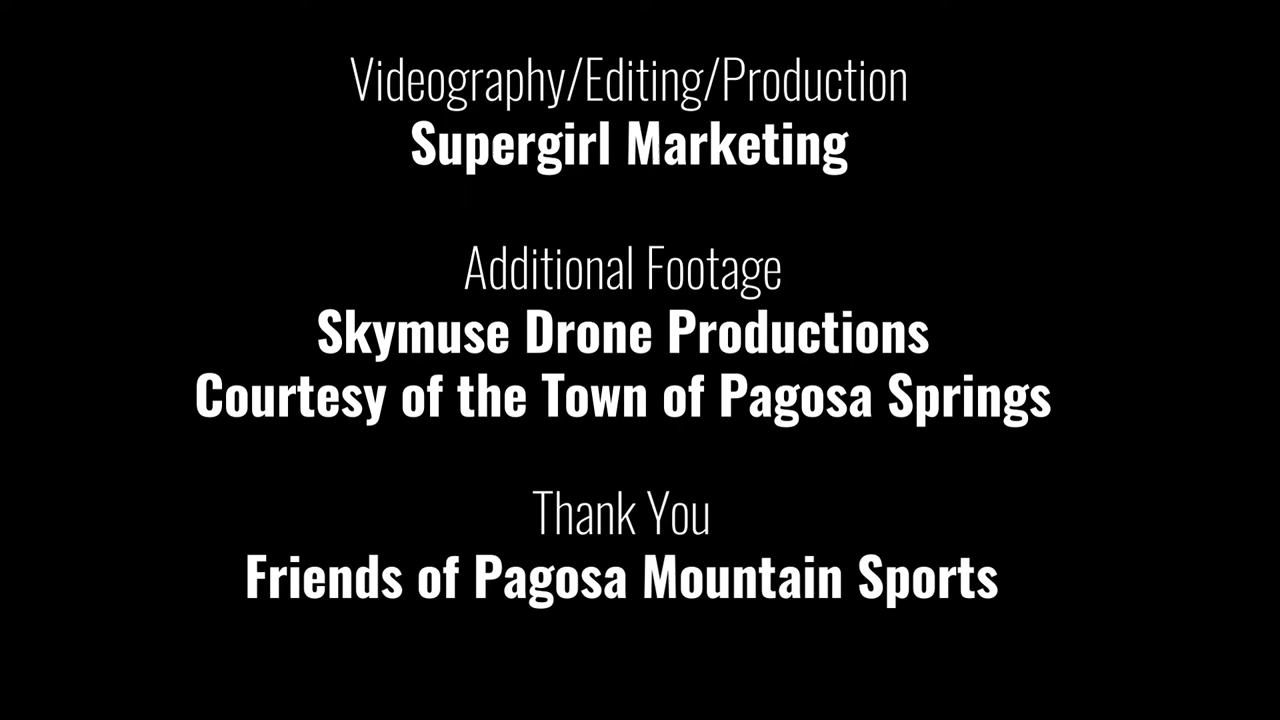 Videography/Editing/Production
Supergirl Marketing
Additional Footage
Skymuse Drone Productions
Courtesy of the Town of Pagosa Springs
Thank You
Friends of Pagosa Mountain Sports